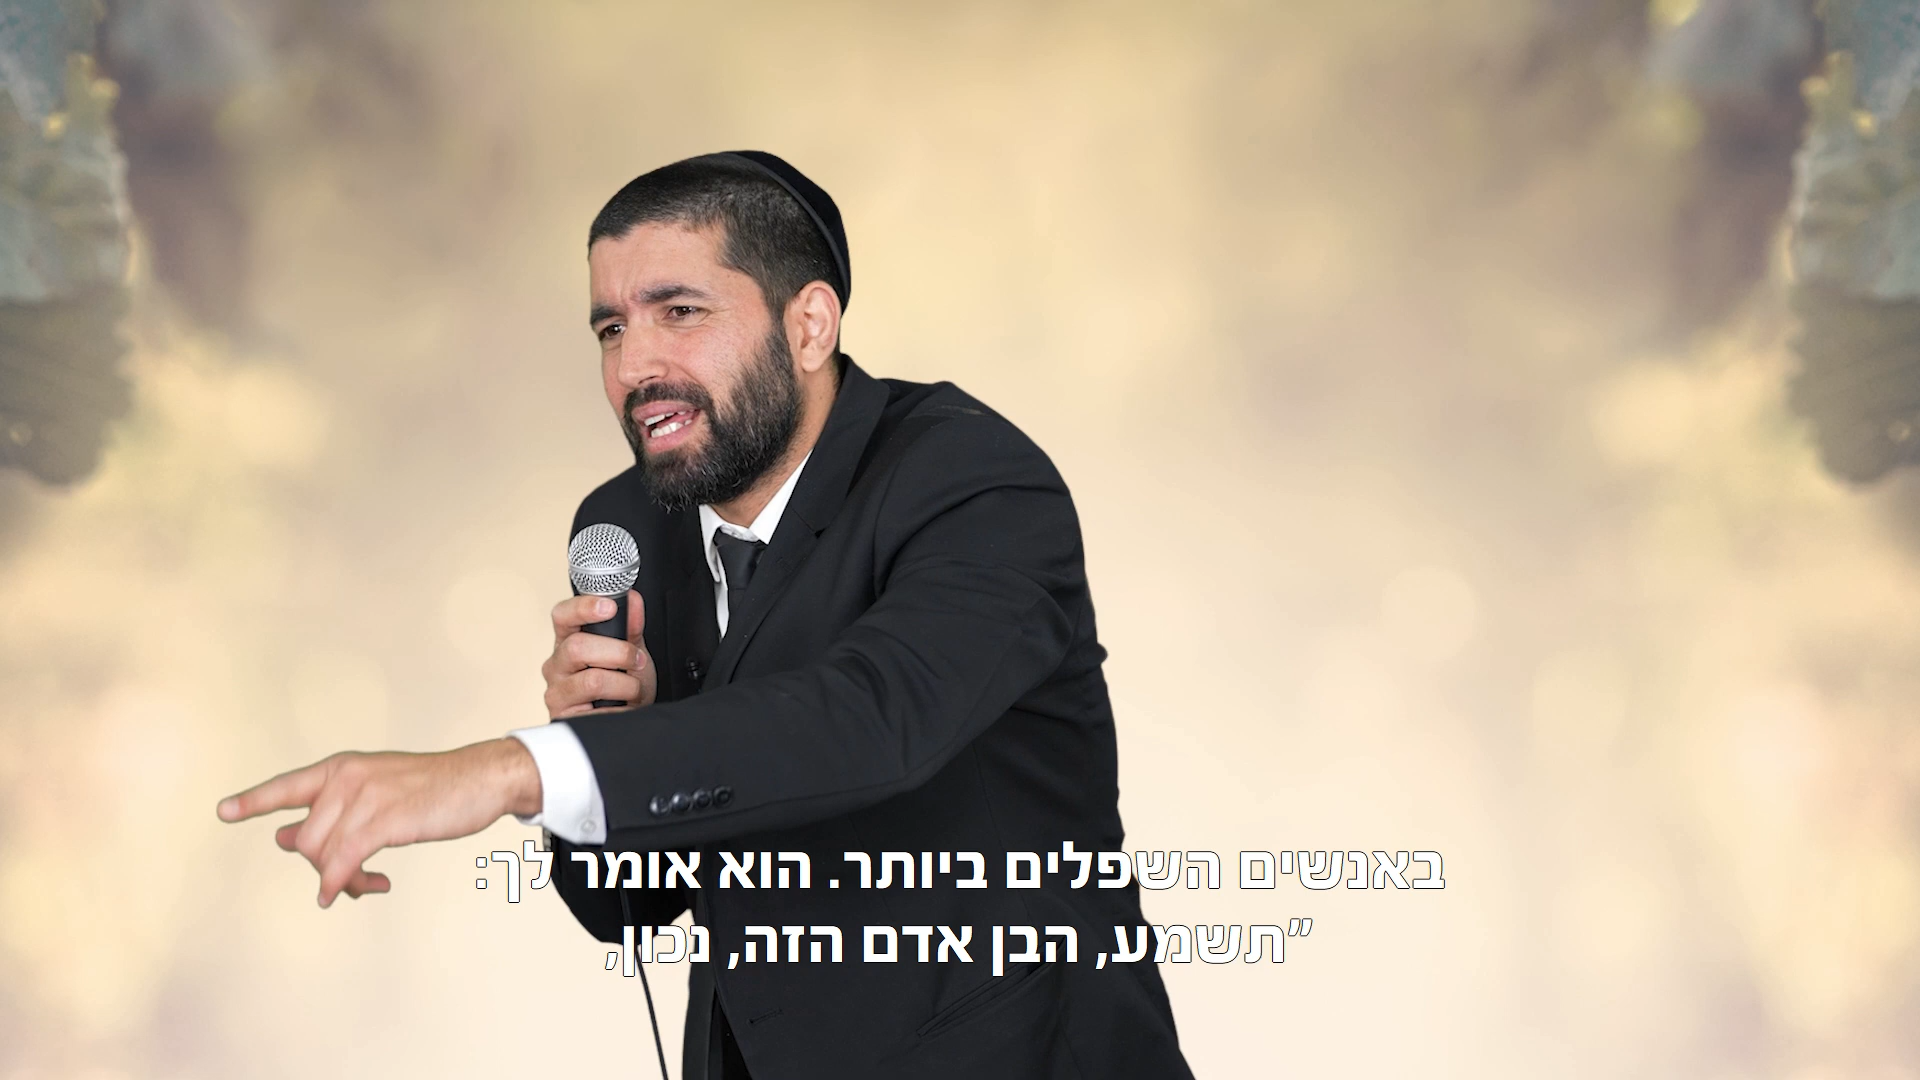 באנשים השפלים ביותר. הוא אומר לך:
"תשמע, הבן אדם הזה, נכון,